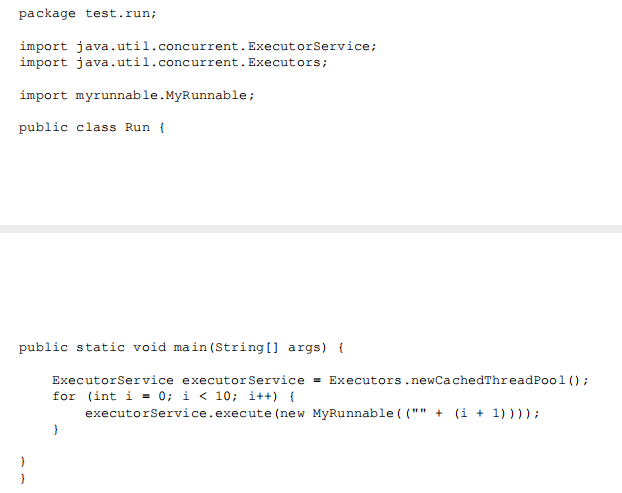 package test.run;
import java.util.concurrent.ExecutorService;
import java.util.concurrent.Executors;
import myrunnable.MyRunnable;
public class Run {
public static void main(String[] args) {
ExecutorService executorService = Executors.newCachedThreadPool();
for (int i = 0; i < 10; i++) {
executorService.execute(new MyRunnable(("" + (i + 1))));
}
}
}